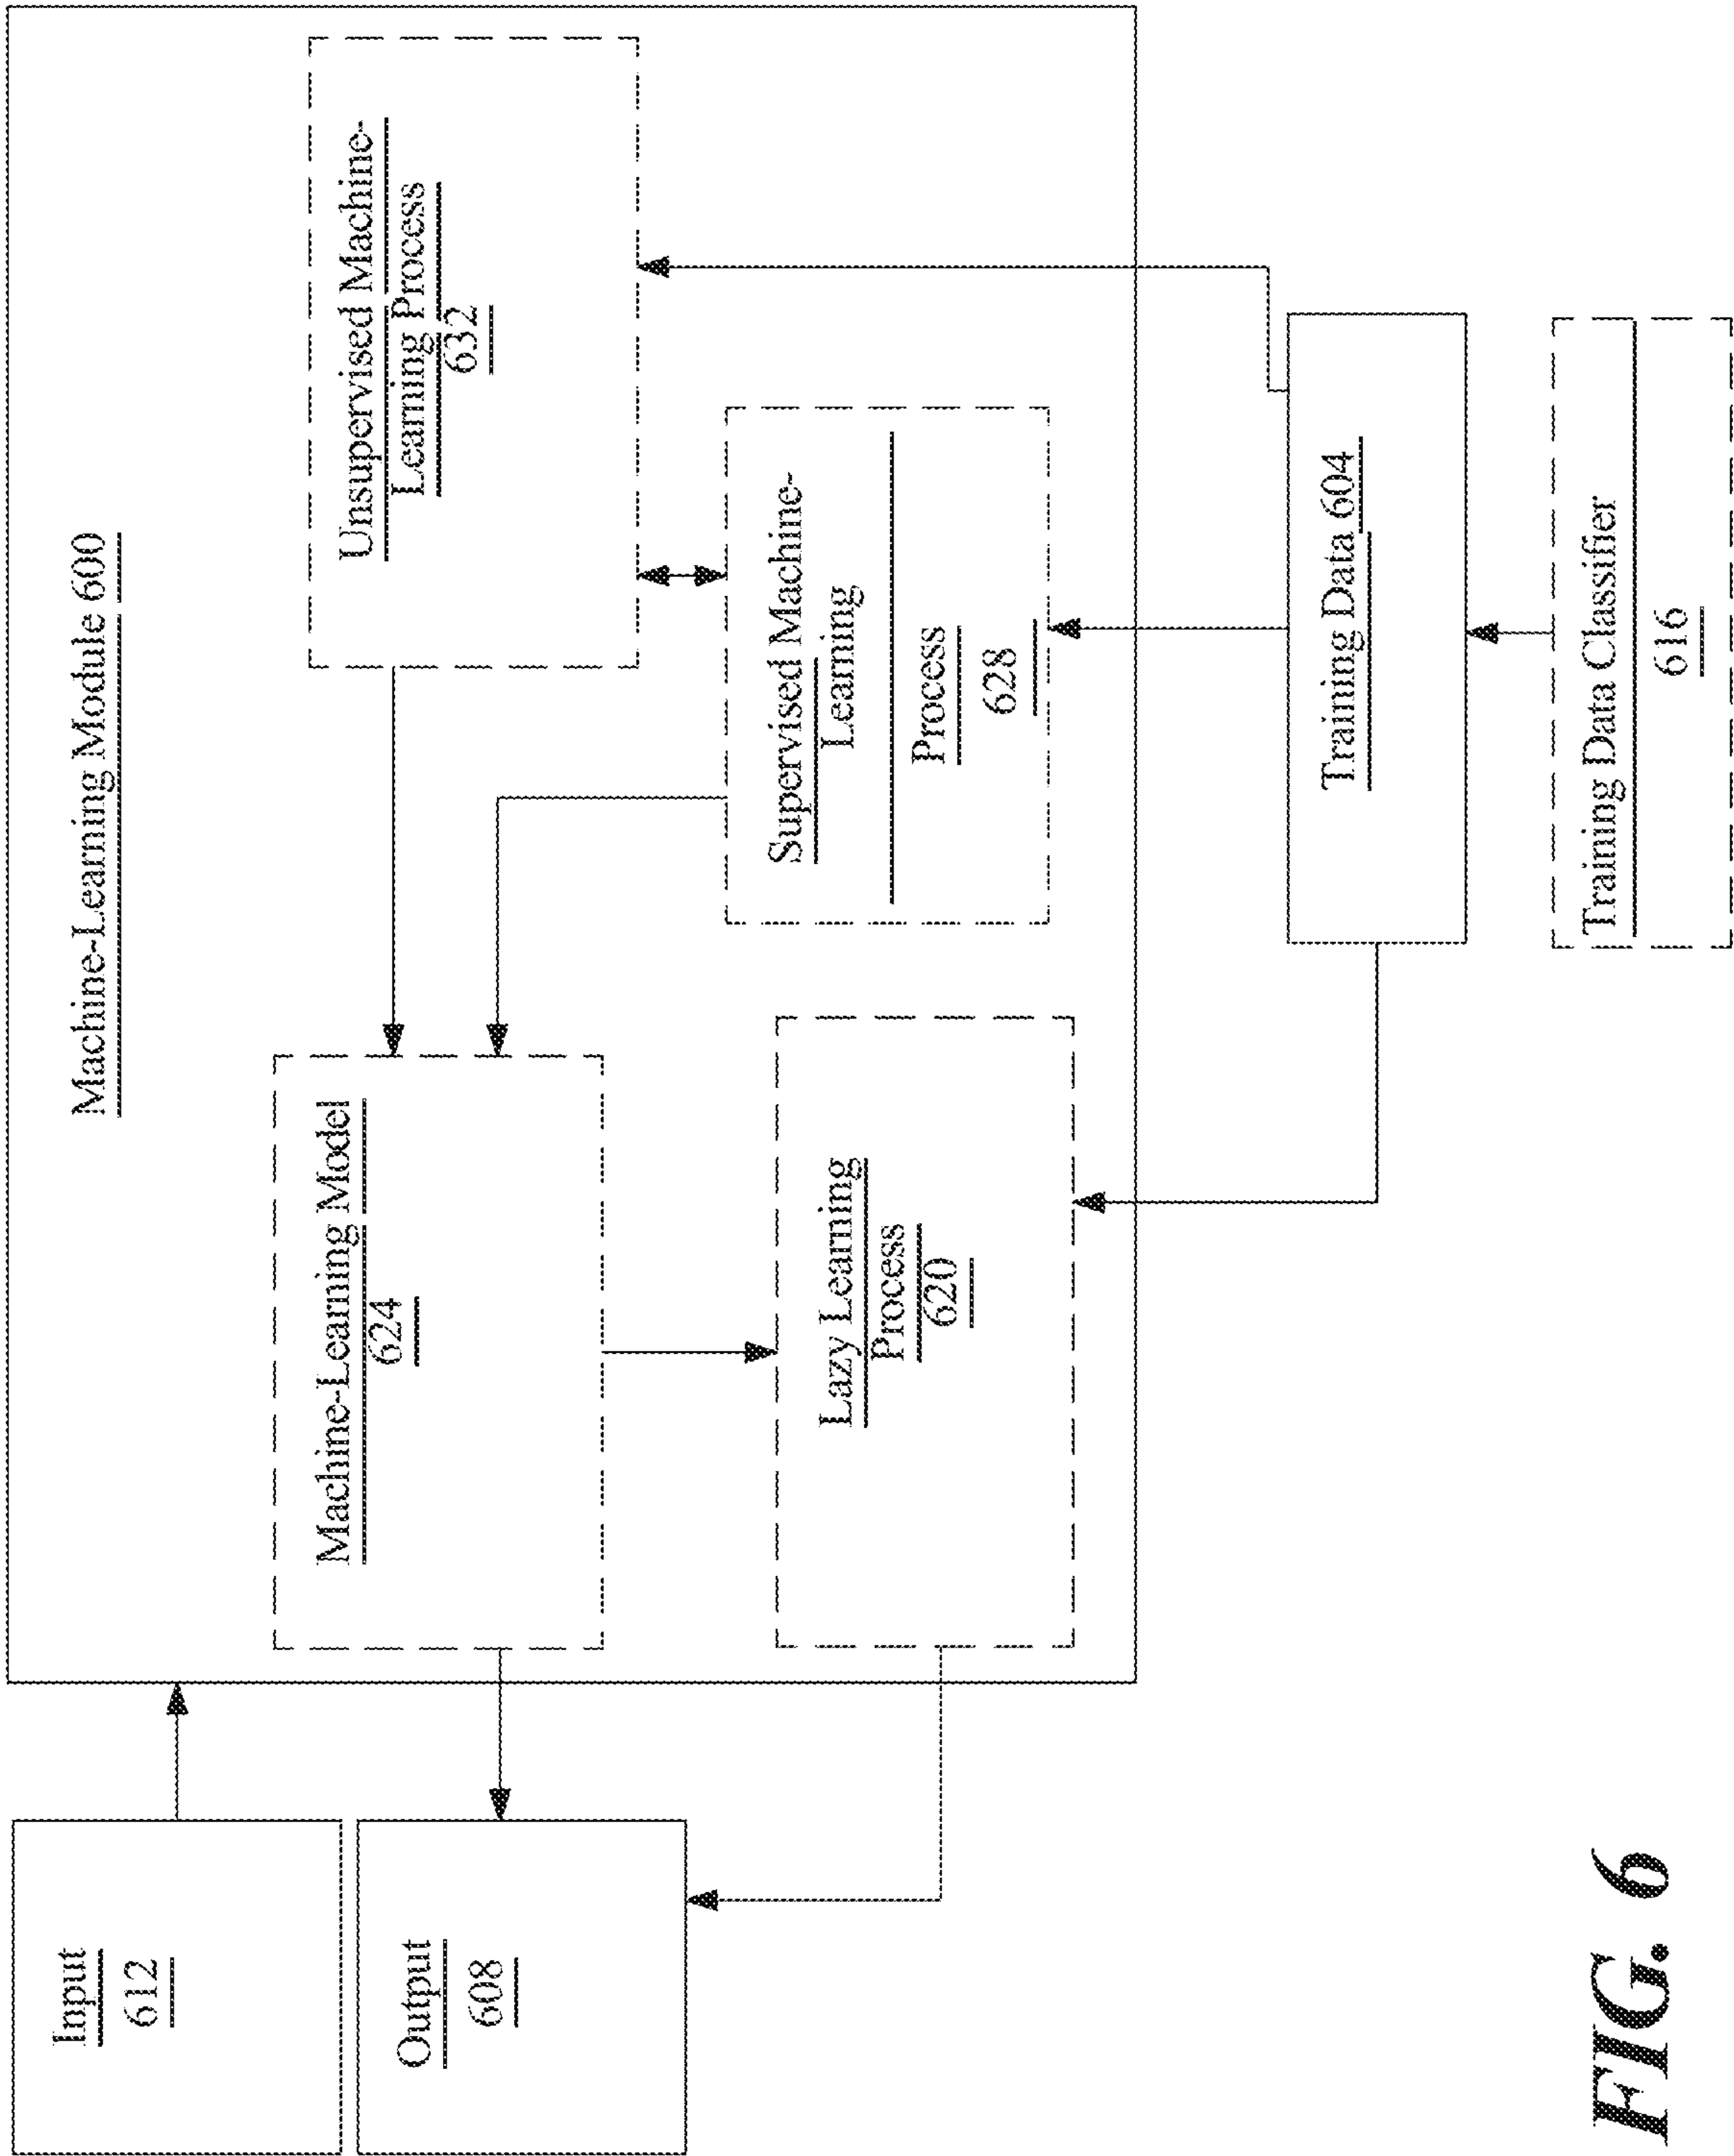 Machine-Learning Module 600
Input
612
Output
608
Machine-Learning Model
624
Unsupervised Machine-
Learning Process
632
Lazy Learning
Process
620
Supervised Machine-
Learning
Process
628
Training Data 604
Training Data Classifier
616
FIG. 6